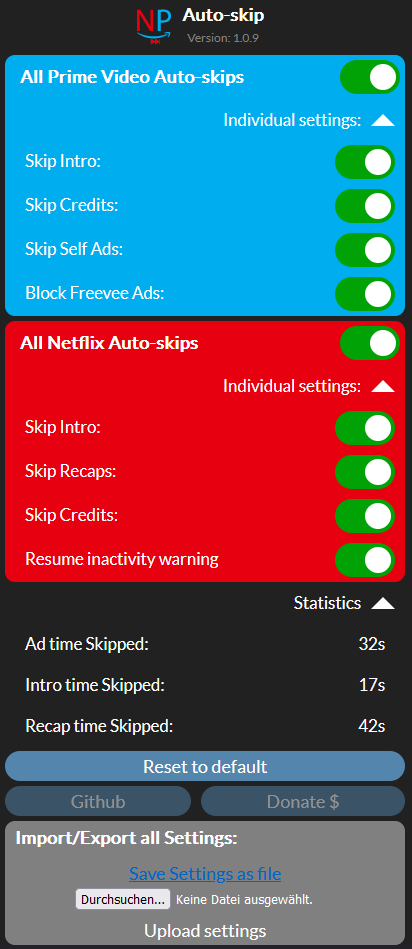 NP
Auto-skip
Version: 1.0.9
All Prime Video Auto-skips
Individual settings:
Skip Intro:
Skip Credits:
Skip Self Ads:
Block Freevee Ads:
All Netflix Auto-skips
Individual settings:
Skip Intro:
Skip Recaps:
Skip Credits:
Resume inactivity warning
Statistics
Ad time Skipped: 32s
Intro time Skipped: 17s
Recap time Skipped: 42s
Reset to default
Github Donate $
Import/Export all Settings:
Save Settings as file
Durchsuchen... Keine Datei ausgewählt.
Upload settings